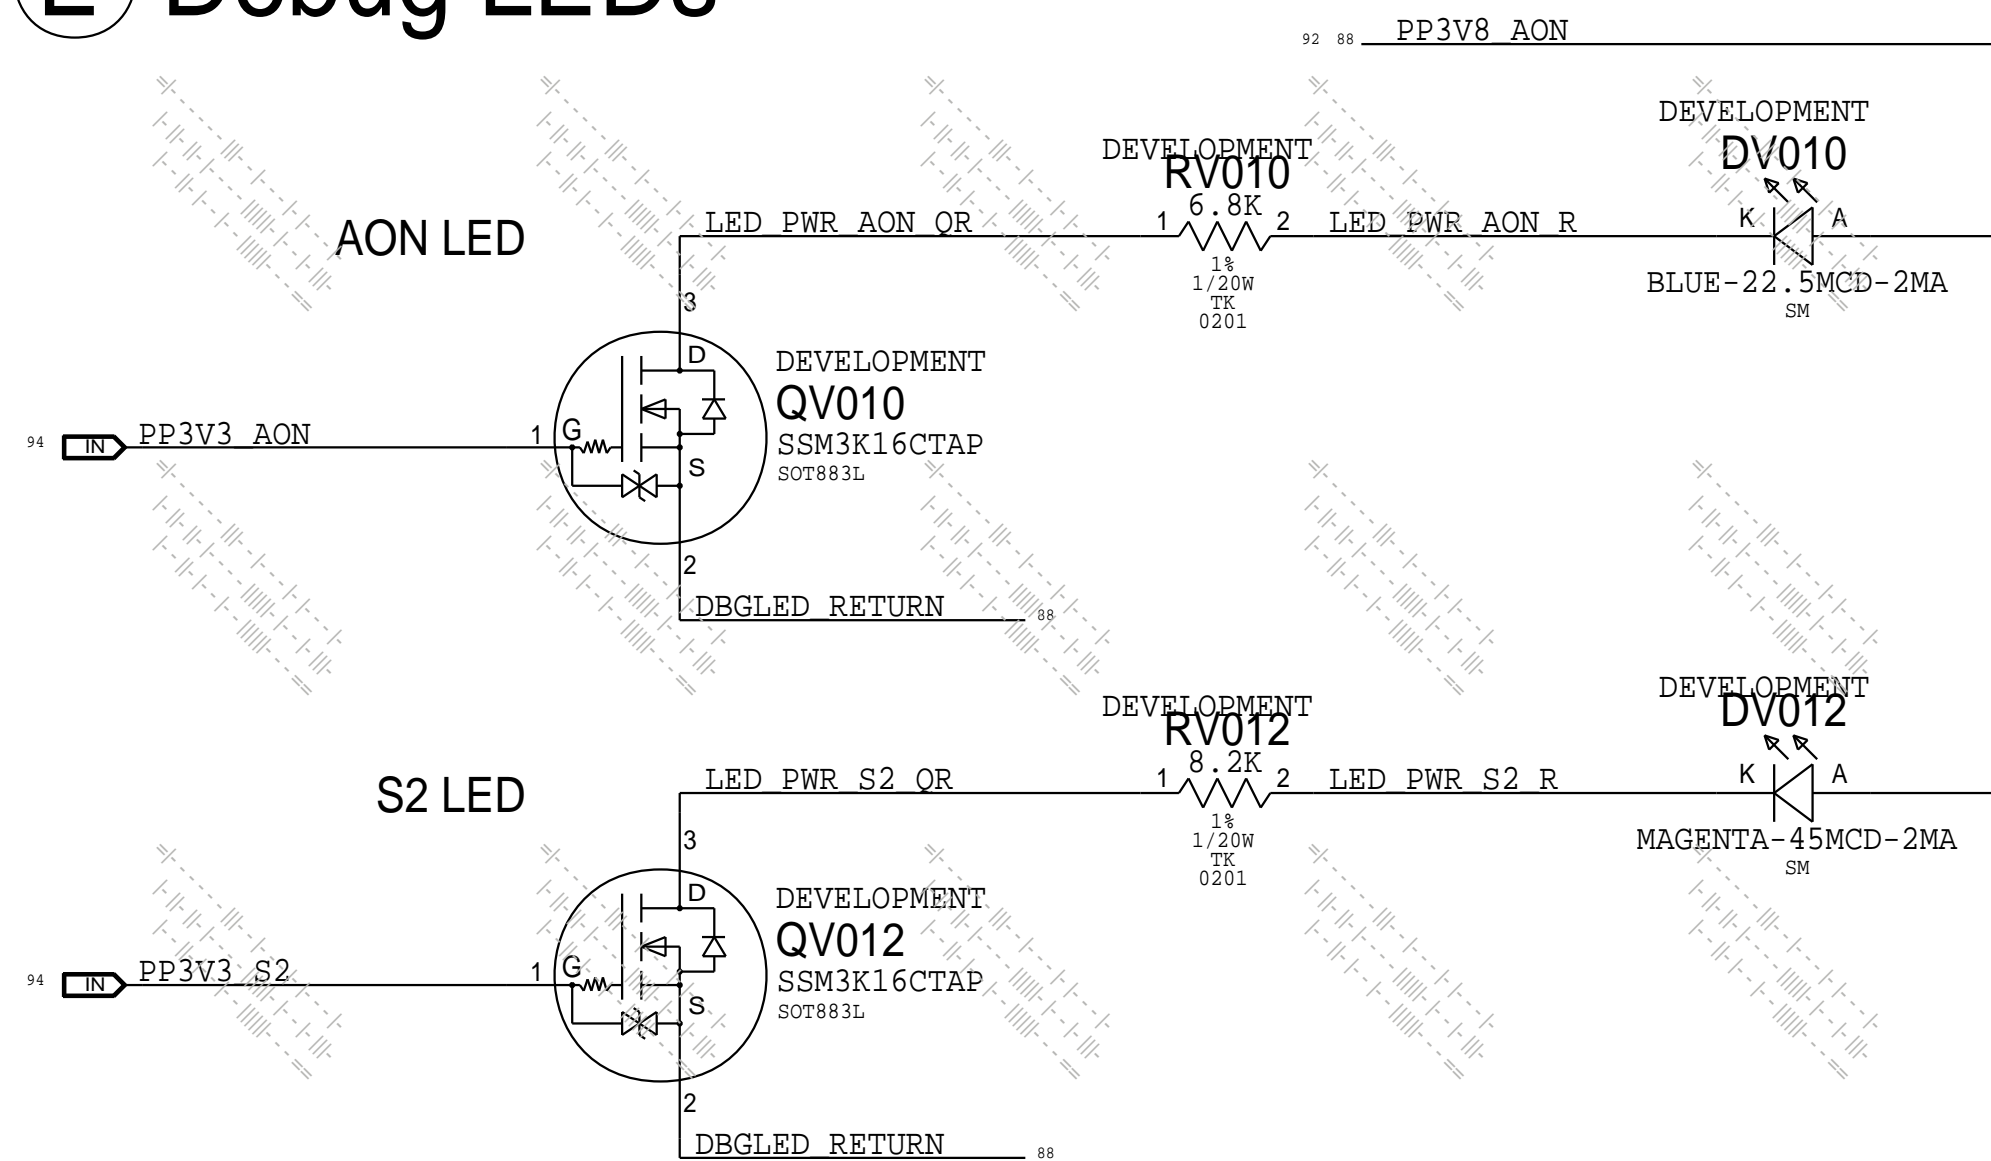 E Debug LEDs
92 88 PP3V8_AON
DEVELOPMENT
DV010
K A
BLUE-22.5MCD-2MA
SM
DEVELOPMENT
RV010
6.8K
1 2
1%
1/20W
TK
0201
LED_PWR_AON_R
AON LED
LED_PWR_AON_QR
3
D
DEVELOPMENT
QV010
SSM3K16CTAP
SOT883L
94 IN PP3V3_AON
1 G
S
2
DBGLED_RETURN 88
DEVELOPMENT
DV012
K A
MAGENTA-45MCD-2MA
SM
DEVELOPMENT
RV012
8.2K
1 2
1%
1/20W
TK
0201
LED_PWR_S2_R
S2 LED
LED_PWR_S2_QR
3
D
DEVELOPMENT
QV012
SSM3K16CTAP
SOT883L
94 IN PP3V3_S2
1 G
S
2
DBGLED_RETURN 88